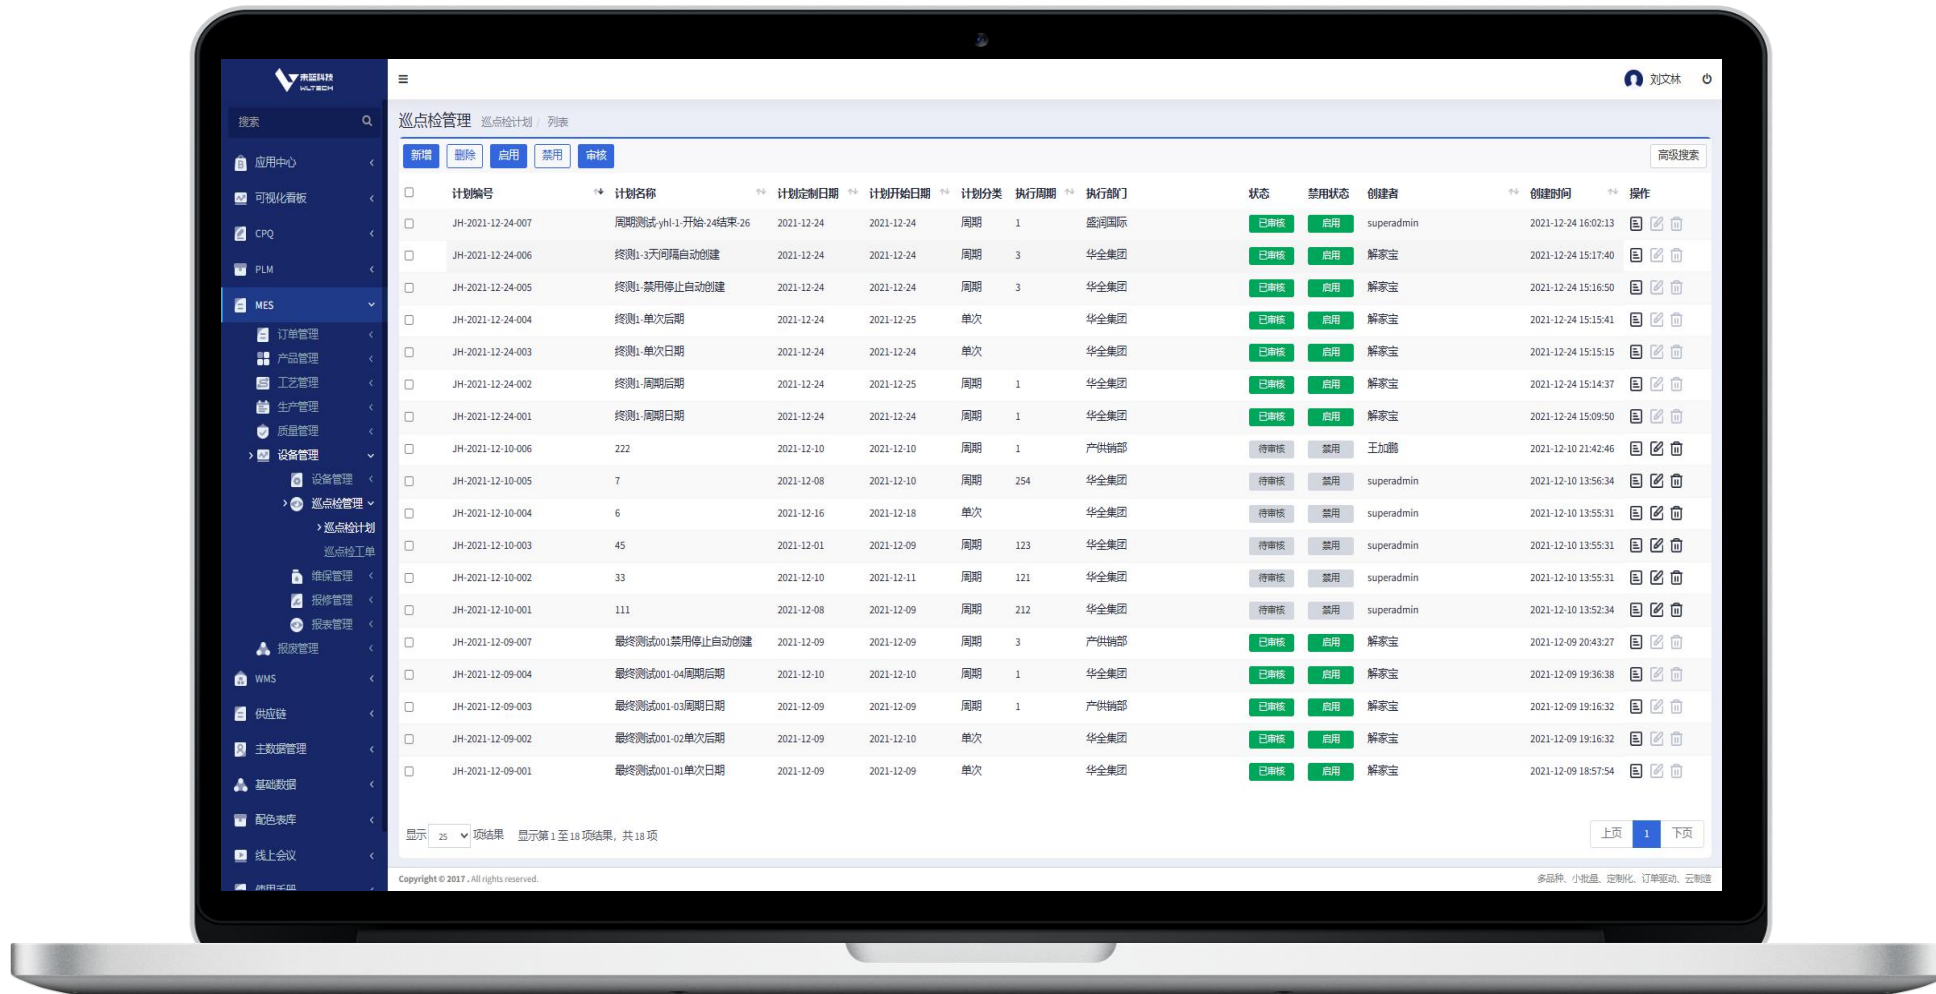 未蓝科技
WLTECH
刘文林
搜索
巡点检管理 巡点检计划 / 列表
新增 删除 启用 禁用 审核 高级搜索
应用中心
可视化看板
CPQ
PLM
MES
订单管理
产品管理
工艺管理
生产管理
质量管理
设备管理
设备管理
巡点检管理
巡点检计划
巡点检工单
维保管理
报修管理
报表管理
报废管理
WMS
供应链
主数据管理
基础数据
配色表库
线上会议
使用手册
计划编号 计划名称 计划定制日期 计划开始日期 计划分类 执行周期 执行部门 状态 禁用状态 创建者 创建时间 操作
JH-2021-12-24-007 周期测试-yhl-1-开始-24结束-26 2021-12-24 2021-12-24 周期 1 盛润国际 已审核 启用 superadmin 2021-12-24 16:02:13
JH-2021-12-24-006 终测1-3天间隔自动创建 2021-12-24 2021-12-24 周期 3 华全集团 已审核 启用 解家宝 2021-12-24 15:17:40
JH-2021-12-24-005 终测1-禁用停止自动创建 2021-12-24 2021-12-24 周期 3 华全集团 已审核 启用 解家宝 2021-12-24 15:16:50
JH-2021-12-24-004 终测1-单次后期 2021-12-24 2021-12-25 单次 华全集团 已审核 启用 解家宝 2021-12-24 15:15:41
JH-2021-12-24-003 终测1-单次日期 2021-12-24 2021-12-24 单次 华全集团 已审核 启用 解家宝 2021-12-24 15:15:15
JH-2021-12-24-002 终测1-周期后期 2021-12-24 2021-12-25 周期 1 华全集团 已审核 启用 解家宝 2021-12-24 15:14:37
JH-2021-12-24-001 终测1-周期日期 2021-12-24 2021-12-24 周期 1 华全集团 已审核 启用 解家宝 2021-12-24 15:09:50
JH-2021-12-10-006 222 2021-12-10 2021-12-10 周期 1 产供销部 待审核 禁用 王加鹏 2021-12-10 21:42:46
JH-2021-12-10-005 7 2021-12-08 2021-12-10 周期 254 华全集团 待审核 禁用 superadmin 2021-12-10 13:56:34
JH-2021-12-10-004 6 2021-12-16 2021-12-18 单次 华全集团 待审核 禁用 superadmin 2021-12-10 13:55:31
JH-2021-12-10-003 45 2021-12-01 2021-12-09 周期 123 华全集团 待审核 禁用 superadmin 2021-12-10 13:55:31
JH-2021-12-10-002 33 2021-12-10 2021-12-11 周期 121 华全集团 待审核 禁用 superadmin 2021-12-10 13:55:31
JH-2021-12-10-001 111 2021-12-08 2021-12-09 周期 212 华全集团 待审核 禁用 superadmin 2021-12-10 13:52:34
JH-2021-12-09-007 最终测试001禁用停止自动创建 2021-12-09 2021-12-09 周期 3 产供销部 已审核 启用 解家宝 2021-12-09 20:43:27
JH-2021-12-09-004 最终测试001-04周期后期 2021-12-10 2021-12-10 周期 1 华全集团 已审核 启用 解家宝 2021-12-09 19:36:38
JH-2021-12-09-003 最终测试001-03周期日期 2021-12-09 2021-12-09 周期 1 产供销部 已审核 启用 解家宝 2021-12-09 19:16:32
JH-2021-12-09-002 最终测试001-02单次后期 2021-12-09 2021-12-10 单次 华全集团 已审核 启用 解家宝 2021-12-09 19:16:32
JH-2021-12-09-001 最终测试001-01单次日期 2021-12-09 2021-12-09 单次 华全集团 已审核 启用 解家宝 2021-12-09 18:57:54
显示 25 项结果 显示第 1 至 18 项结果，共 18 项 上页 1 下页
Copyright © 2017 . All rights reserved. 多品种、小批量、定制化、订单驱动、云制造